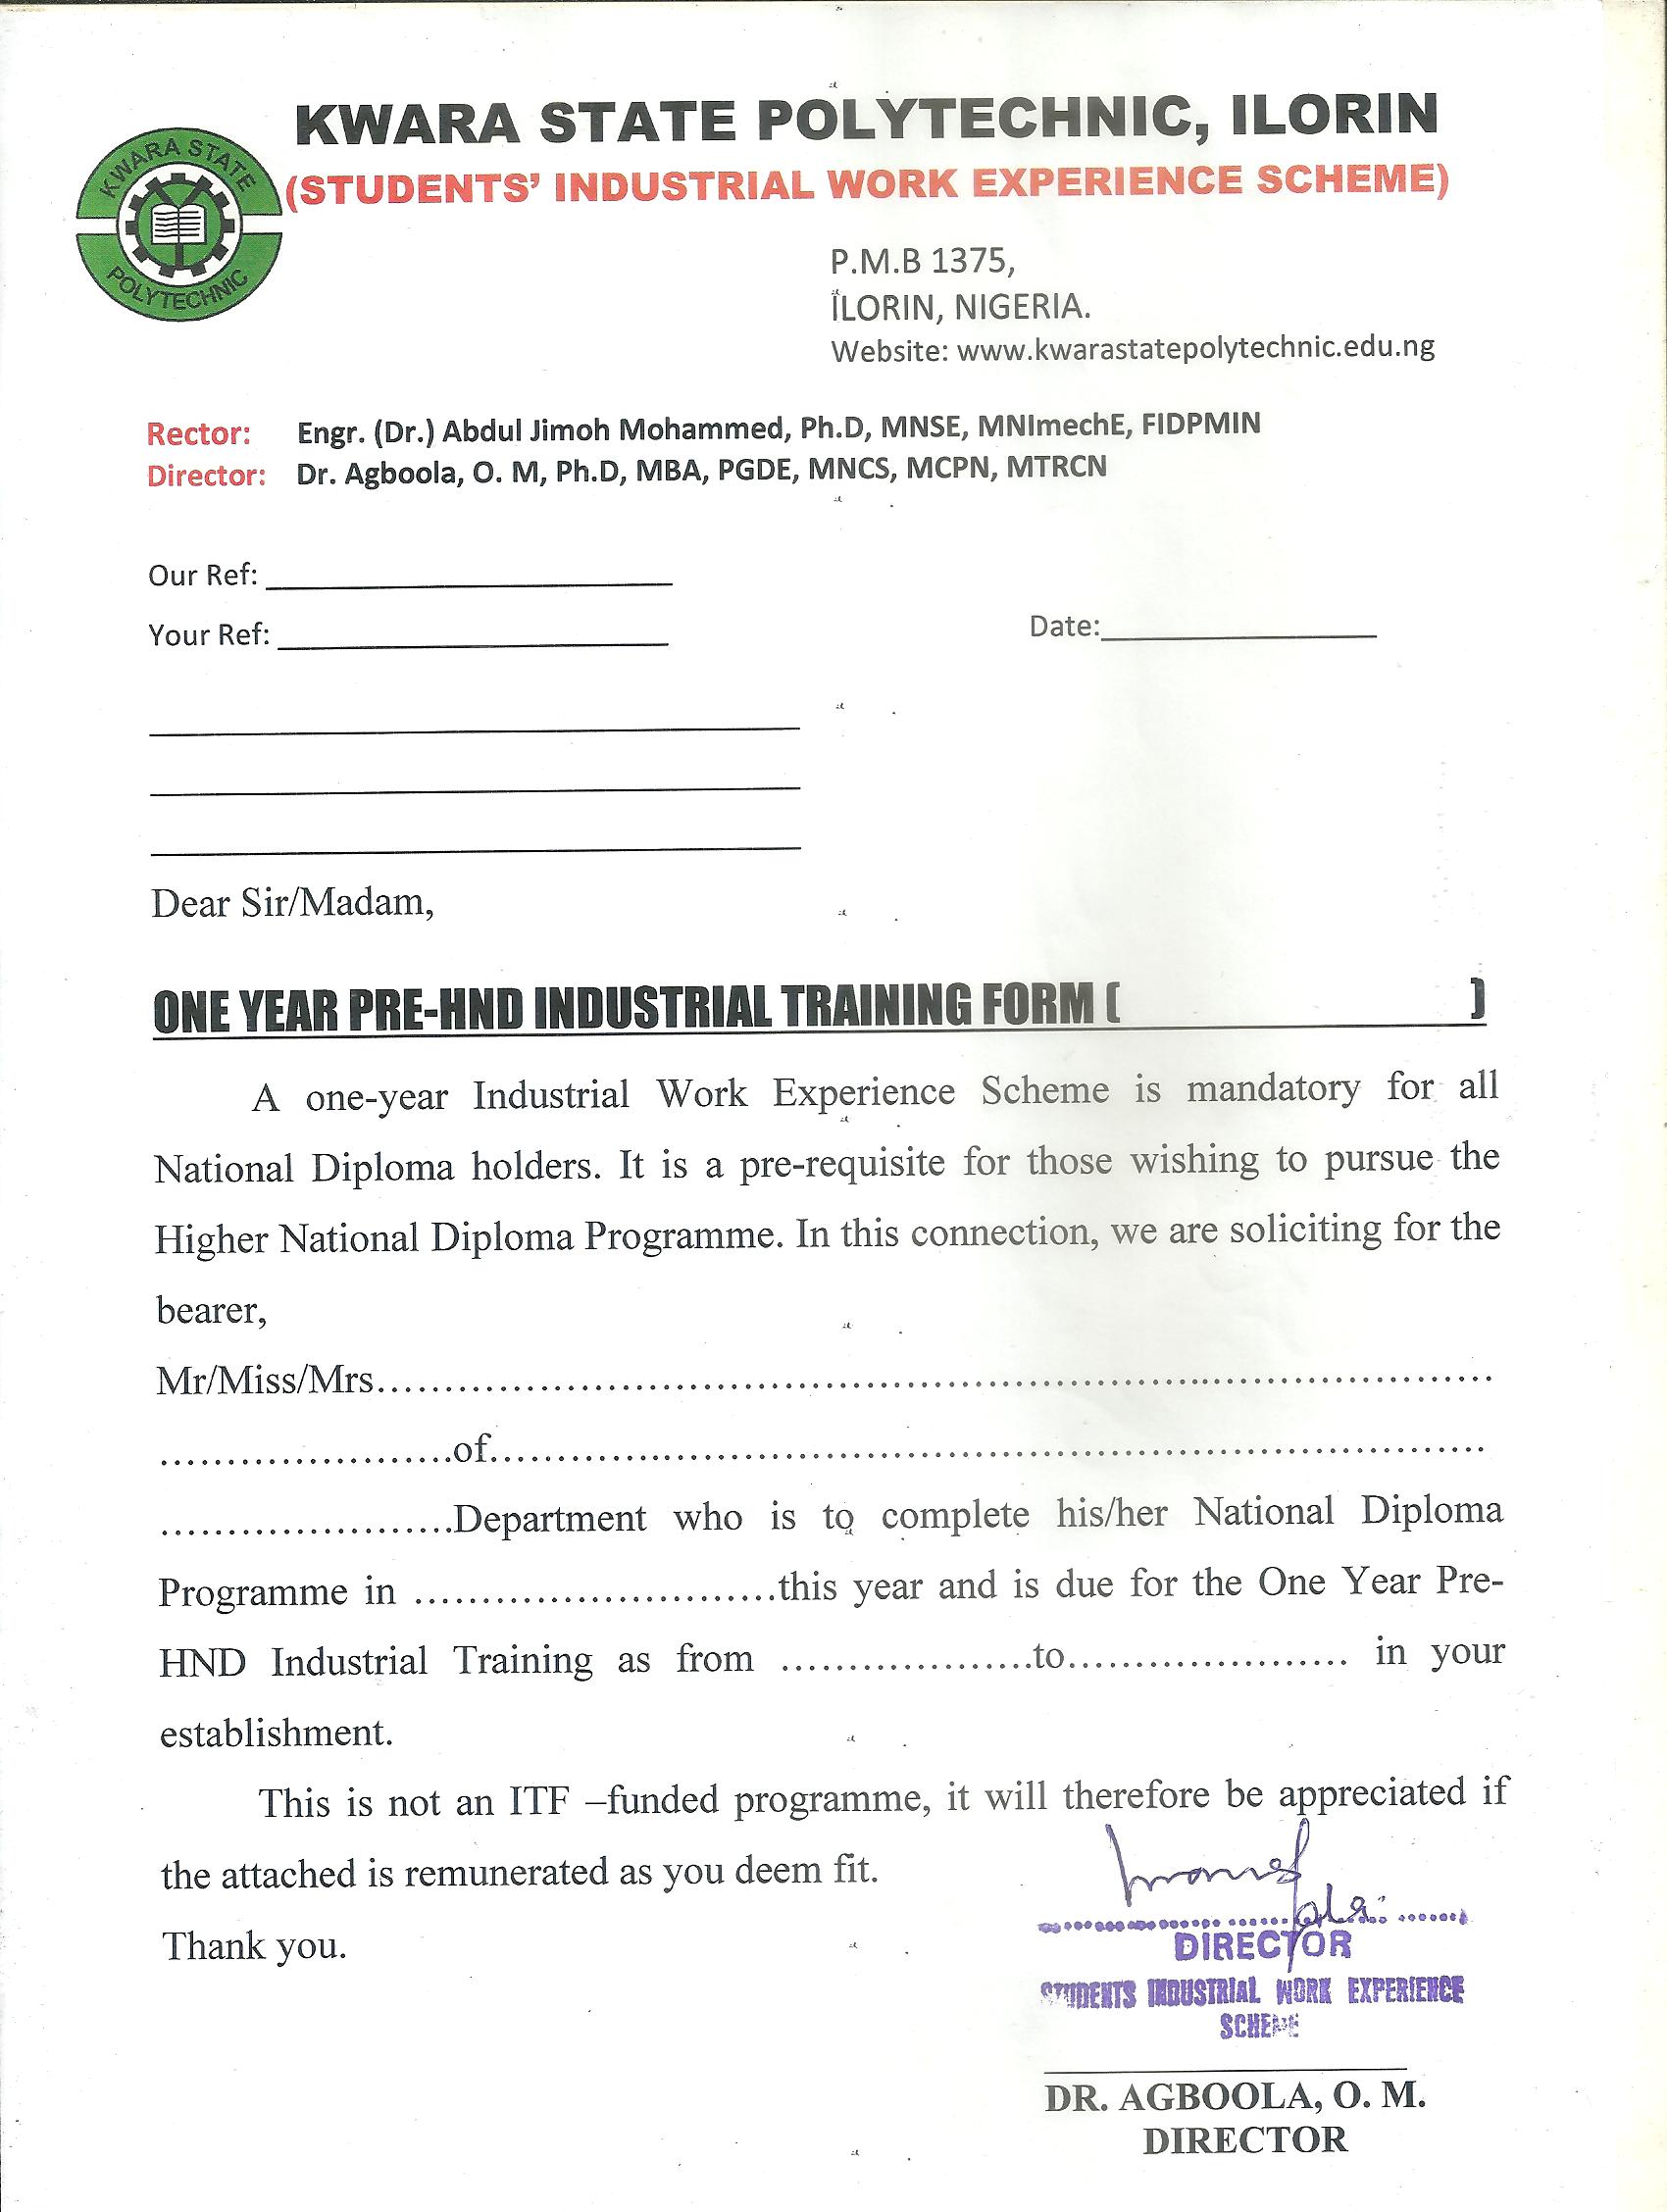 KWARA STATE POLYTECHNIC, ILORIN
(STUDENTS' INDUSTRIAL WORK EXPERIENCE SCHEME)
KWARA STATE
POLYTECHNIC
P.M.B 1375,
ILORIN, NIGERIA.
Website: www.kwarastatepolytechnic.edu.ng
Rector: Engr. (Dr.) Abdul Jimoh Mohammed, Ph.D, MNSE, MNImechE, FIDPMIN
Director: Dr. Agboola, O. M, Ph.D, MBA, PGDE, MNCS, MCPN, MTRCN
Our Ref: ____________________
Your Ref: ____________________ Date:____________________
Dear Sir/Madam,
ONE YEAR PRE-HND INDUSTRIAL TRAINING FORM ( )
A one-year Industrial Work Experience Scheme is mandatory for all
National Diploma holders. It is a pre-requisite for those wishing to pursue the
Higher National Diploma Programme. In this connection, we are soliciting for the
bearer,
Mr/Miss/Mrs....................................................................................
......................of...........................................................................
......................Department who is to complete his/her National Diploma
Programme in ...........................this year and is due for the One Year Pre-
HND Industrial Training as from ...................to..................... in your
establishment.
This is not an ITF –funded programme, it will therefore be appreciated if
the attached is remunerated as you deem fit.
Thank you.
DIRECTOR
STUDENTS INDUSTRIAL WORK EXPERIENCE
SCHEME
DR. AGBOOLA, O. M.
DIRECTOR